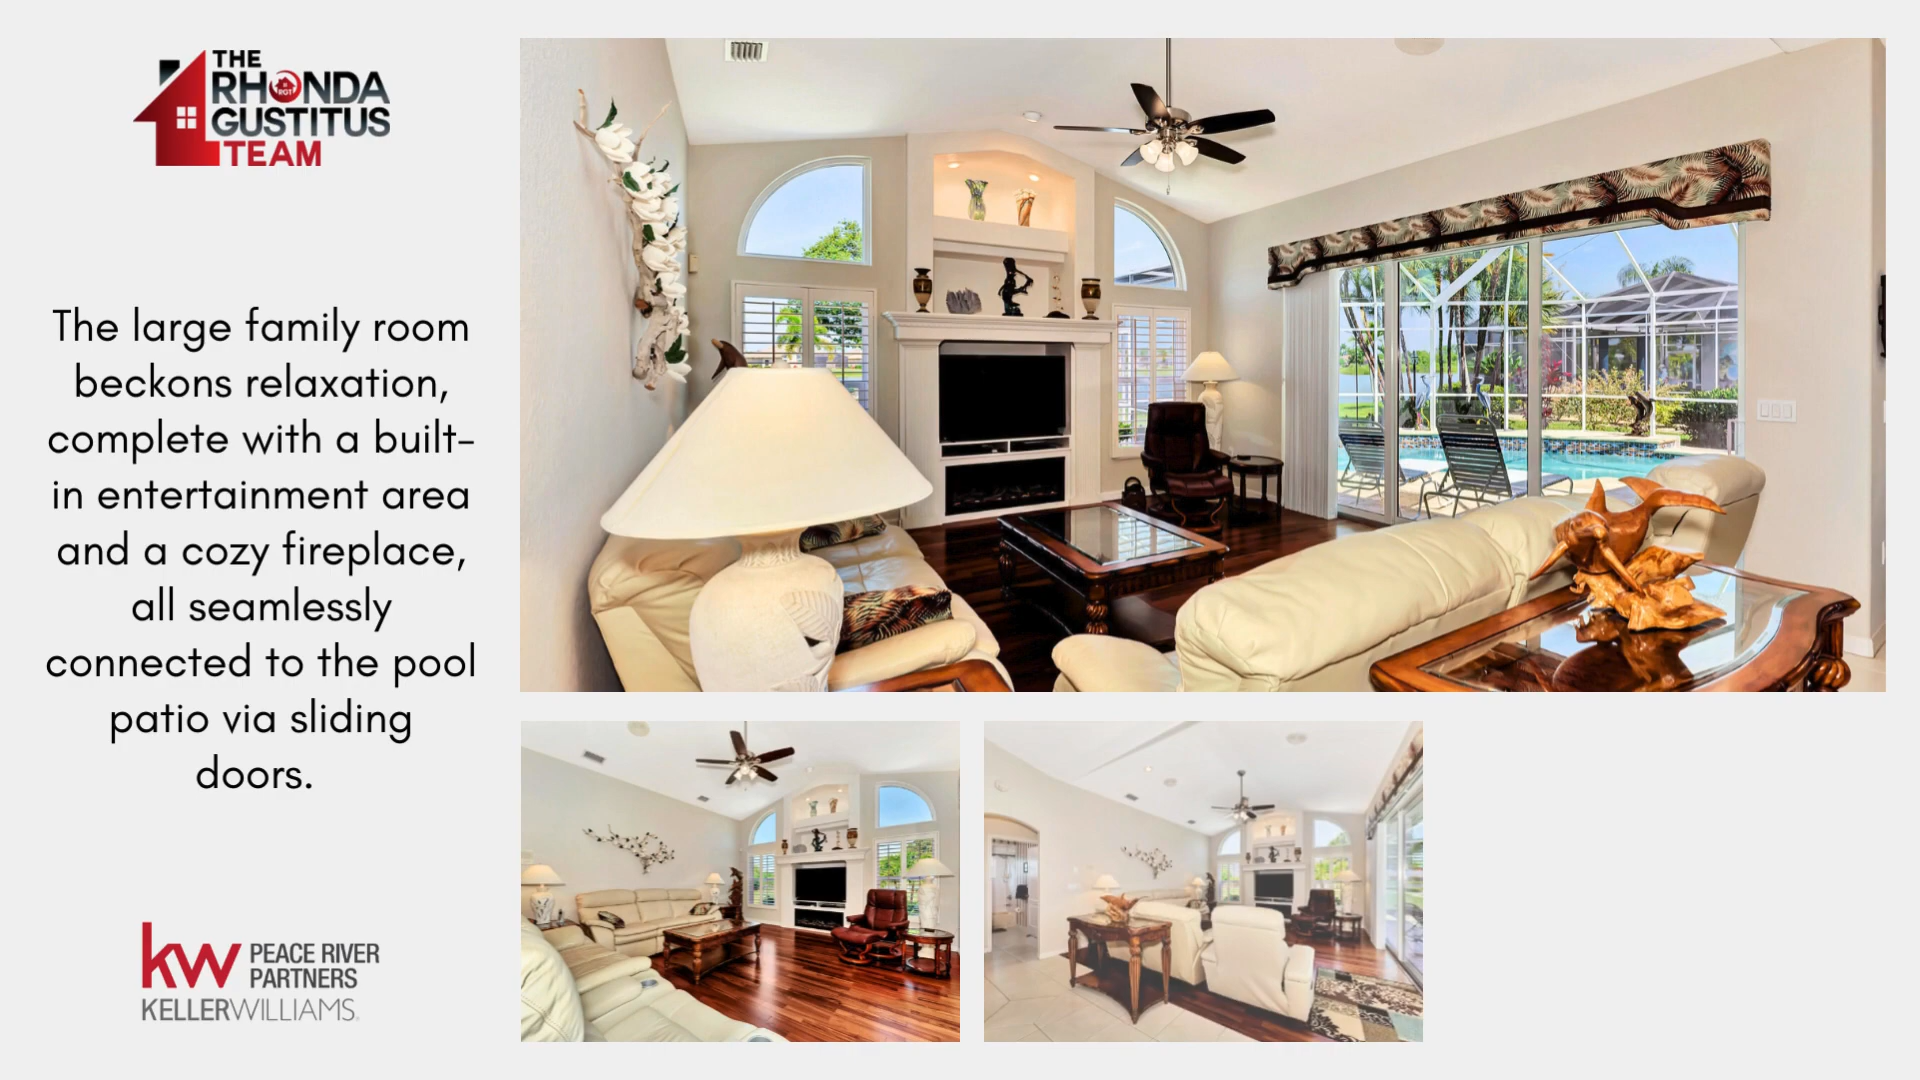 THE
RHONDA
GUSTITUS
TEAM
The large family room
beckons relaxation,
complete with a built-
in entertainment area
and a cozy fireplace,
all seamlessly
connected to the pool
patio via sliding
doors.
kw PEACE RIVER
PARTNERS
KELLERWILLIAMS.